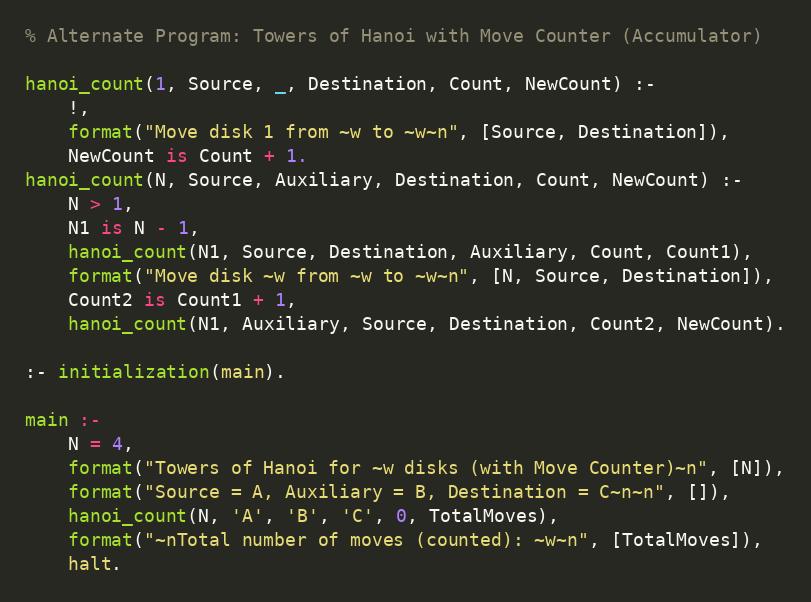 % Alternate Program: Towers of Hanoi with Move Counter (Accumulator)

hanoi_count(1, Source, _, Destination, Count, NewCount) :-
    !,
    format("Move disk 1 from ~w to ~w~n", [Source, Destination]),
    NewCount is Count + 1.
hanoi_count(N, Source, Auxiliary, Destination, Count, NewCount) :-
    N > 1,
    N1 is N - 1,
    hanoi_count(N1, Source, Destination, Auxiliary, Count, Count1),
    format("Move disk ~w from ~w to ~w~n", [N, Source, Destination]),
    Count2 is Count1 + 1,
    hanoi_count(N1, Auxiliary, Source, Destination, Count2, NewCount).

:- initialization(main).

main :-
    N = 4,
    format("Towers of Hanoi for ~w disks (with Move Counter)~n", [N]),
    format("Source = A, Auxiliary = B, Destination = C~n~n", []),
    hanoi_count(N, 'A', 'B', 'C', 0, TotalMoves),
    format("~nTotal number of moves (counted): ~w~n", [TotalMoves]),
    halt.